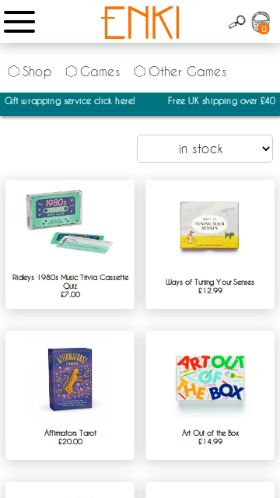 ENKI
0
Shop Games Other Games
Gift wrapping service click here! Free UK shipping over £40
in stock
1980s
Ridleys 1980s Music Trivia Cassette
Quiz
£7.00
TUNING YOUR
SENSES
Ways of Tuning Your Senses
£12.99
AFFIRMATORS!
TAROT
Affirmators Tarot
£20.00
ART OUT
OF
THE BOX
Art Out of the Box
£14.99